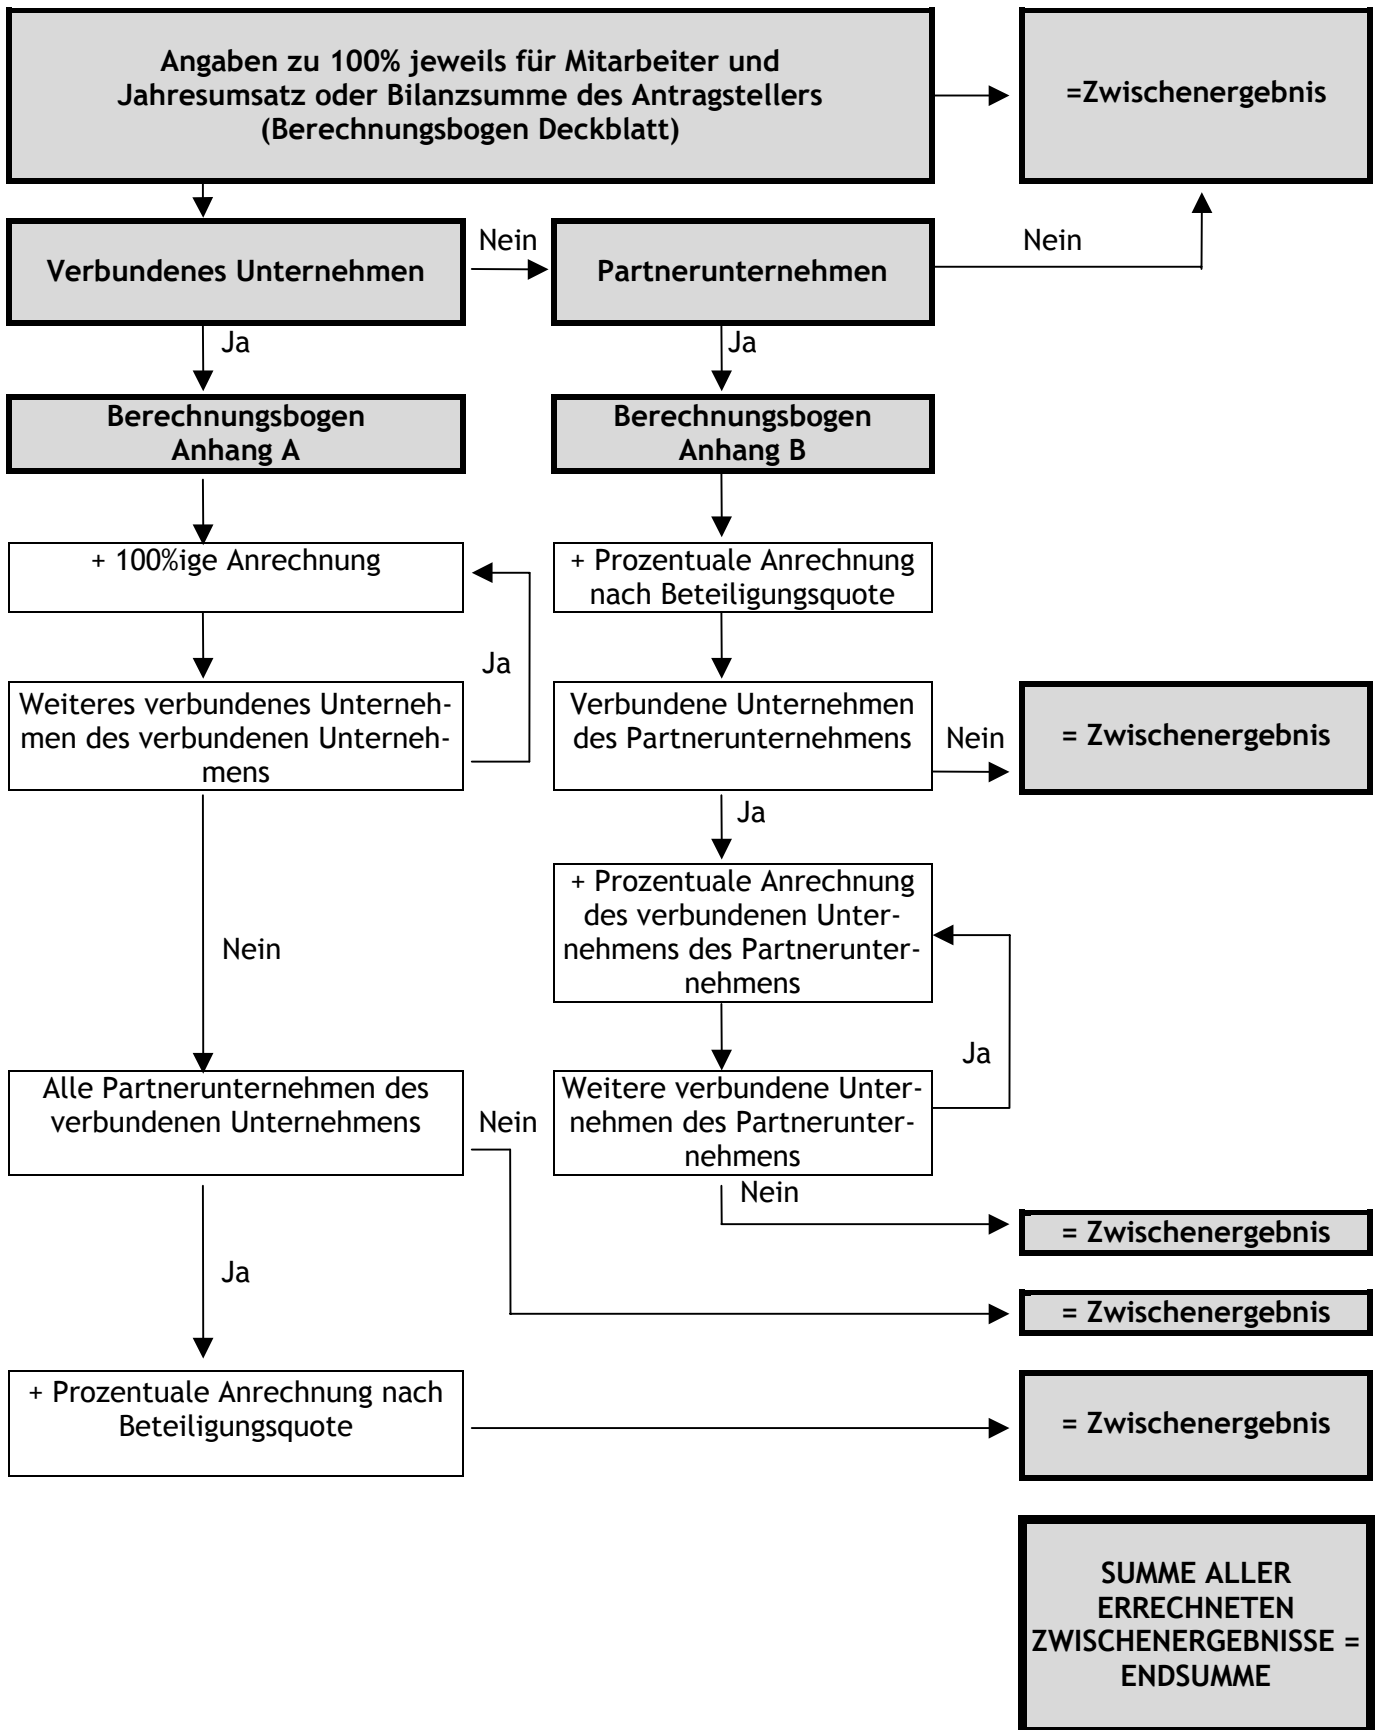 Angaben zu 100% jeweils für Mitarbeiter und
Jahresumsatz oder Bilanzsumme des Antragstellers
(Berechnungsbogen Deckblatt)
=Zwischenergebnis
Verbundenes Unternehmen
Nein
Partnerunternehmen
Nein
Ja
Ja
Berechnungsbogen
Anhang A
Berechnungsbogen
Anhang B
+ 100%ige Anrechnung
+ Prozentuale Anrechnung
nach Beteiligungsquote
Ja
Weiteres verbundenes Unterneh-
men des verbundenen Unterneh-
mens
Verbundene Unternehmen
des Partnerunternehmens
Nein
= Zwischenergebnis
Ja
+ Prozentuale Anrechnung
des verbundenen Unter-
nehmens des Partnerunter-
nehmens
Nein
Ja
Alle Partnerunternehmen des
verbundenen Unternehmens
Nein
Weitere verbundene Unter-
nehmen des Partnerunter-
nehmens
Nein
= Zwischenergebnis
Ja
= Zwischenergebnis
+ Prozentuale Anrechnung nach
Beteiligungsquote
= Zwischenergebnis
SUMME ALLER
ERRECHNETEN
ZWISCHENERGEBNISSE =
ENDSUMME